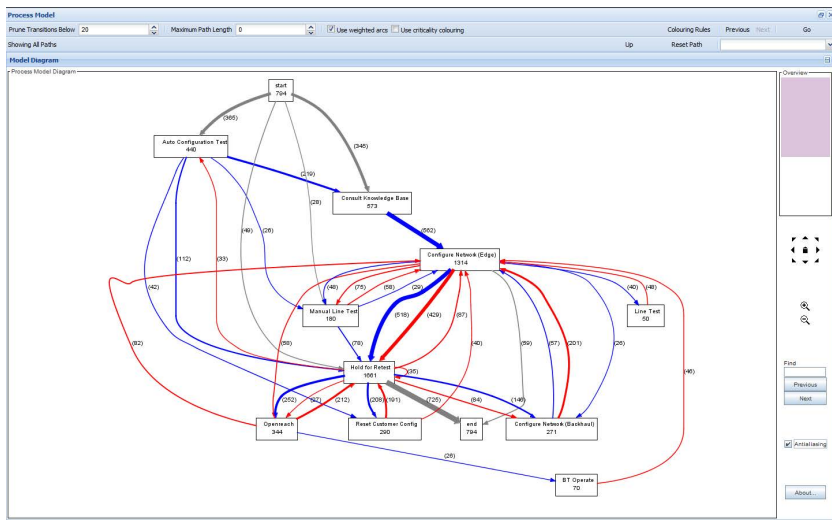 Process Model
Prune Transitions Below 20 Maximum Path Length 0 Use weighted arcs Use criticality colouring Colouring Rules Previous Next Go
Showing All Paths Up Reset Path
Model Diagram
Process Model Diagram
Overview
start
794
(365)
(346)
Auto Configuration Test
440
(219)
(28)
Consult Knowledge Base
573
(49)
(26)
(562)
(112)
(33)
Configure Network (Edge)
1314
(42)
(48)
(75)
(58)
(29)
(40)
(48)
Manual Line Test
180
(518)
(429)
(87)
Line Test
50
(82)
(68)
(78)
(40)
(59)
(57)
(201)
(26)
Hold for Retest
1661
(35)
(46)
(252)
(27)
(212)
(208)
(191)
(725)
(84)
(146)
Openreach
344
Reset Customer Config
290
end
794
Configure Network (Backhaul)
271
(26)
BT Operate
70
Find
Previous
Next
Antialiasing
About...